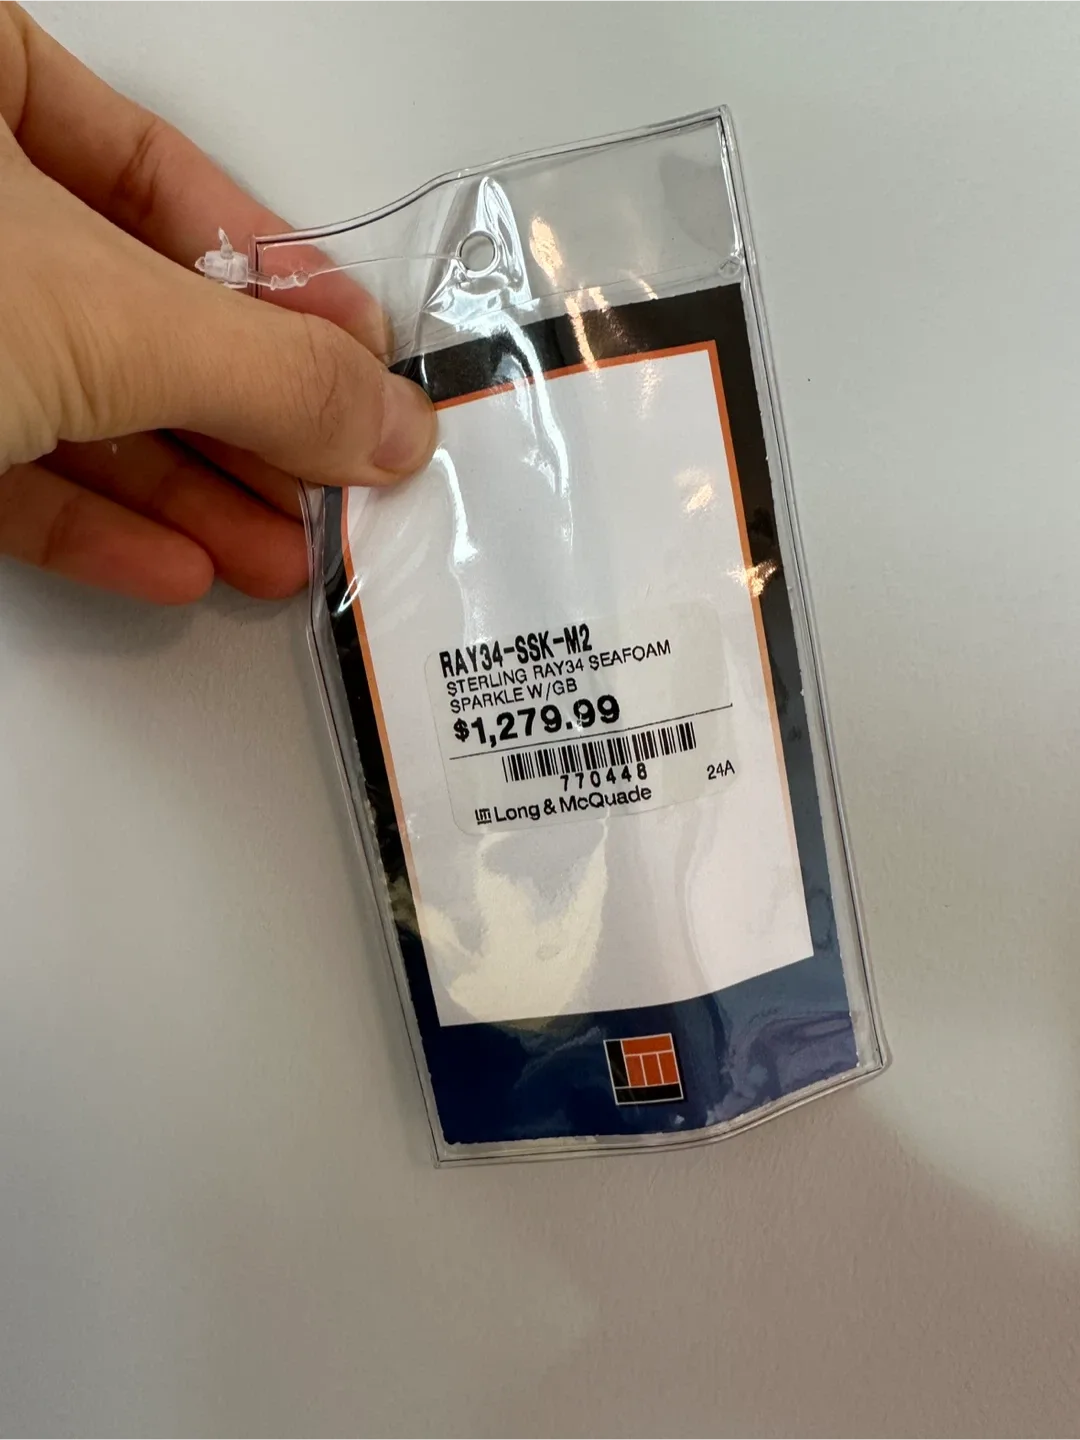 RAY34-SSK-M2
STERLING RAY34 SEAFOAM
SPARKLE W/GB
$1,279.99
770448
24A
Long & McQuade